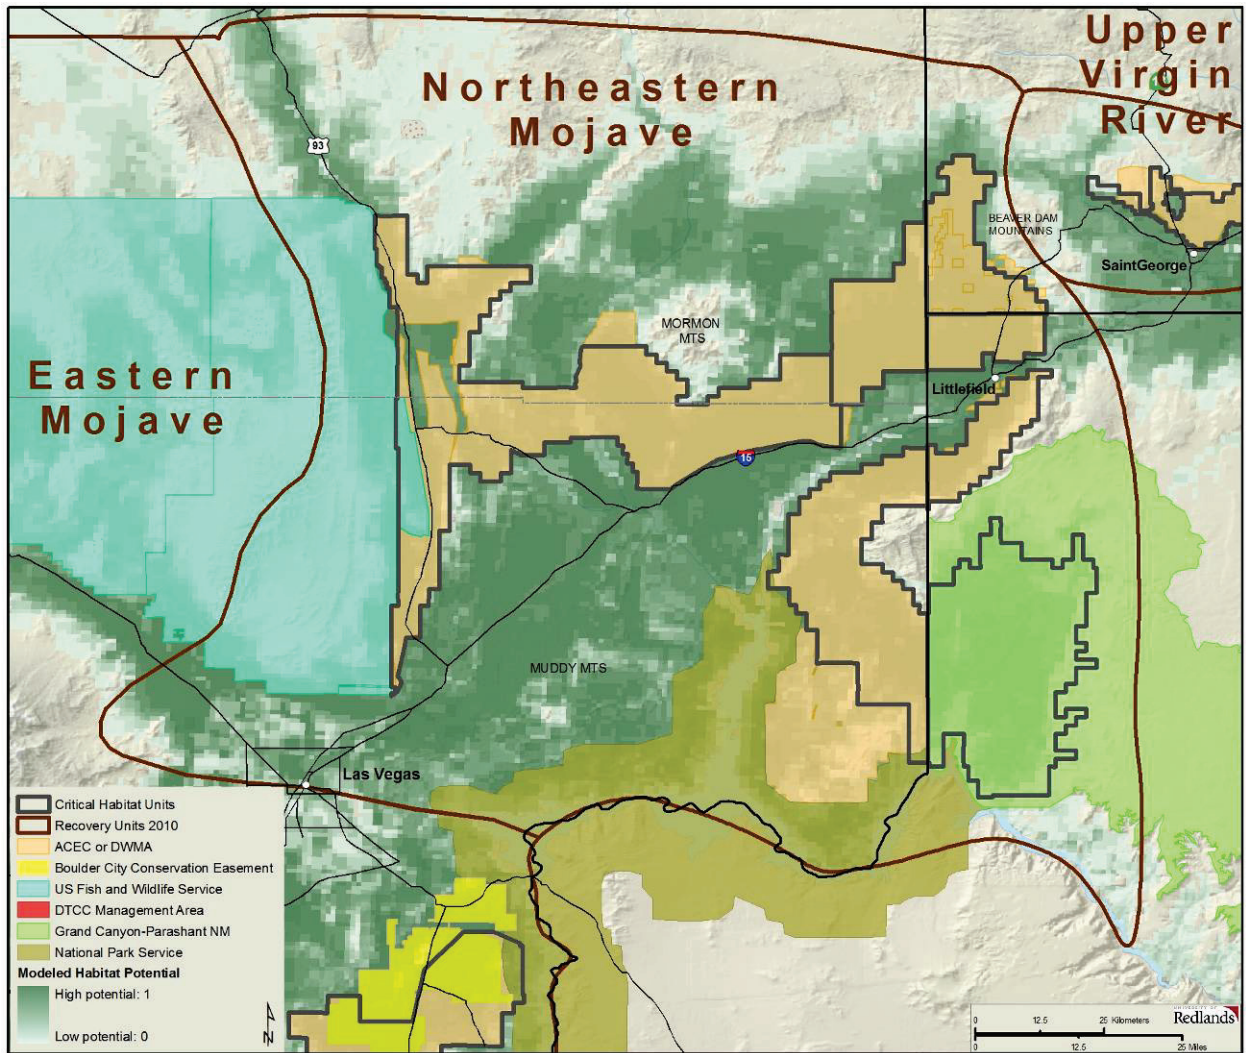 Northeastern
Mojave
Upper
Virgin
River
93
BEAVER DAM
MOUNTAINS
SaintGeorge
MORMON
MTS
Eastern
Mojave
Littlefield
15
MUDDY MTS
Las Vegas
Critical Habitat Units
Recovery Units 2010
ACEC or DWMA
Boulder City Conservation Easement
US Fish and Wildlife Service
DTCC Management Area
Grand Canyon-Parashant NM
National Park Service
Modeled Habitat Potential
High potential: 1
Low potential: 0
N
UNIVERSITY OF
Redlands
0 12.5 25 Kilometers
0 12.5 25 Miles